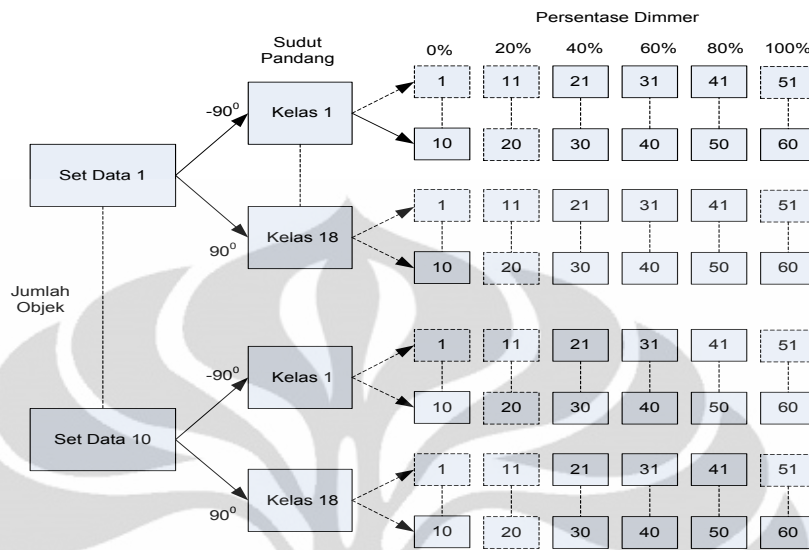 Persentase Dimmer
Sudut
Pandang
0% 20% 40% 60% 80% 100%
-90⁰
Kelas 1
1 11 21 31 41 51
10 20 30 40 50 60
Set Data 1
90⁰
Kelas 18
1 11 21 31 41 51
10 20 30 40 50 60
Jumlah
Objek
-90⁰
Kelas 1
1 11 21 31 41 51
10 20 30 40 50 60
Set Data 10
90⁰
Kelas 18
1 11 21 31 41 51
10 20 30 40 50 60